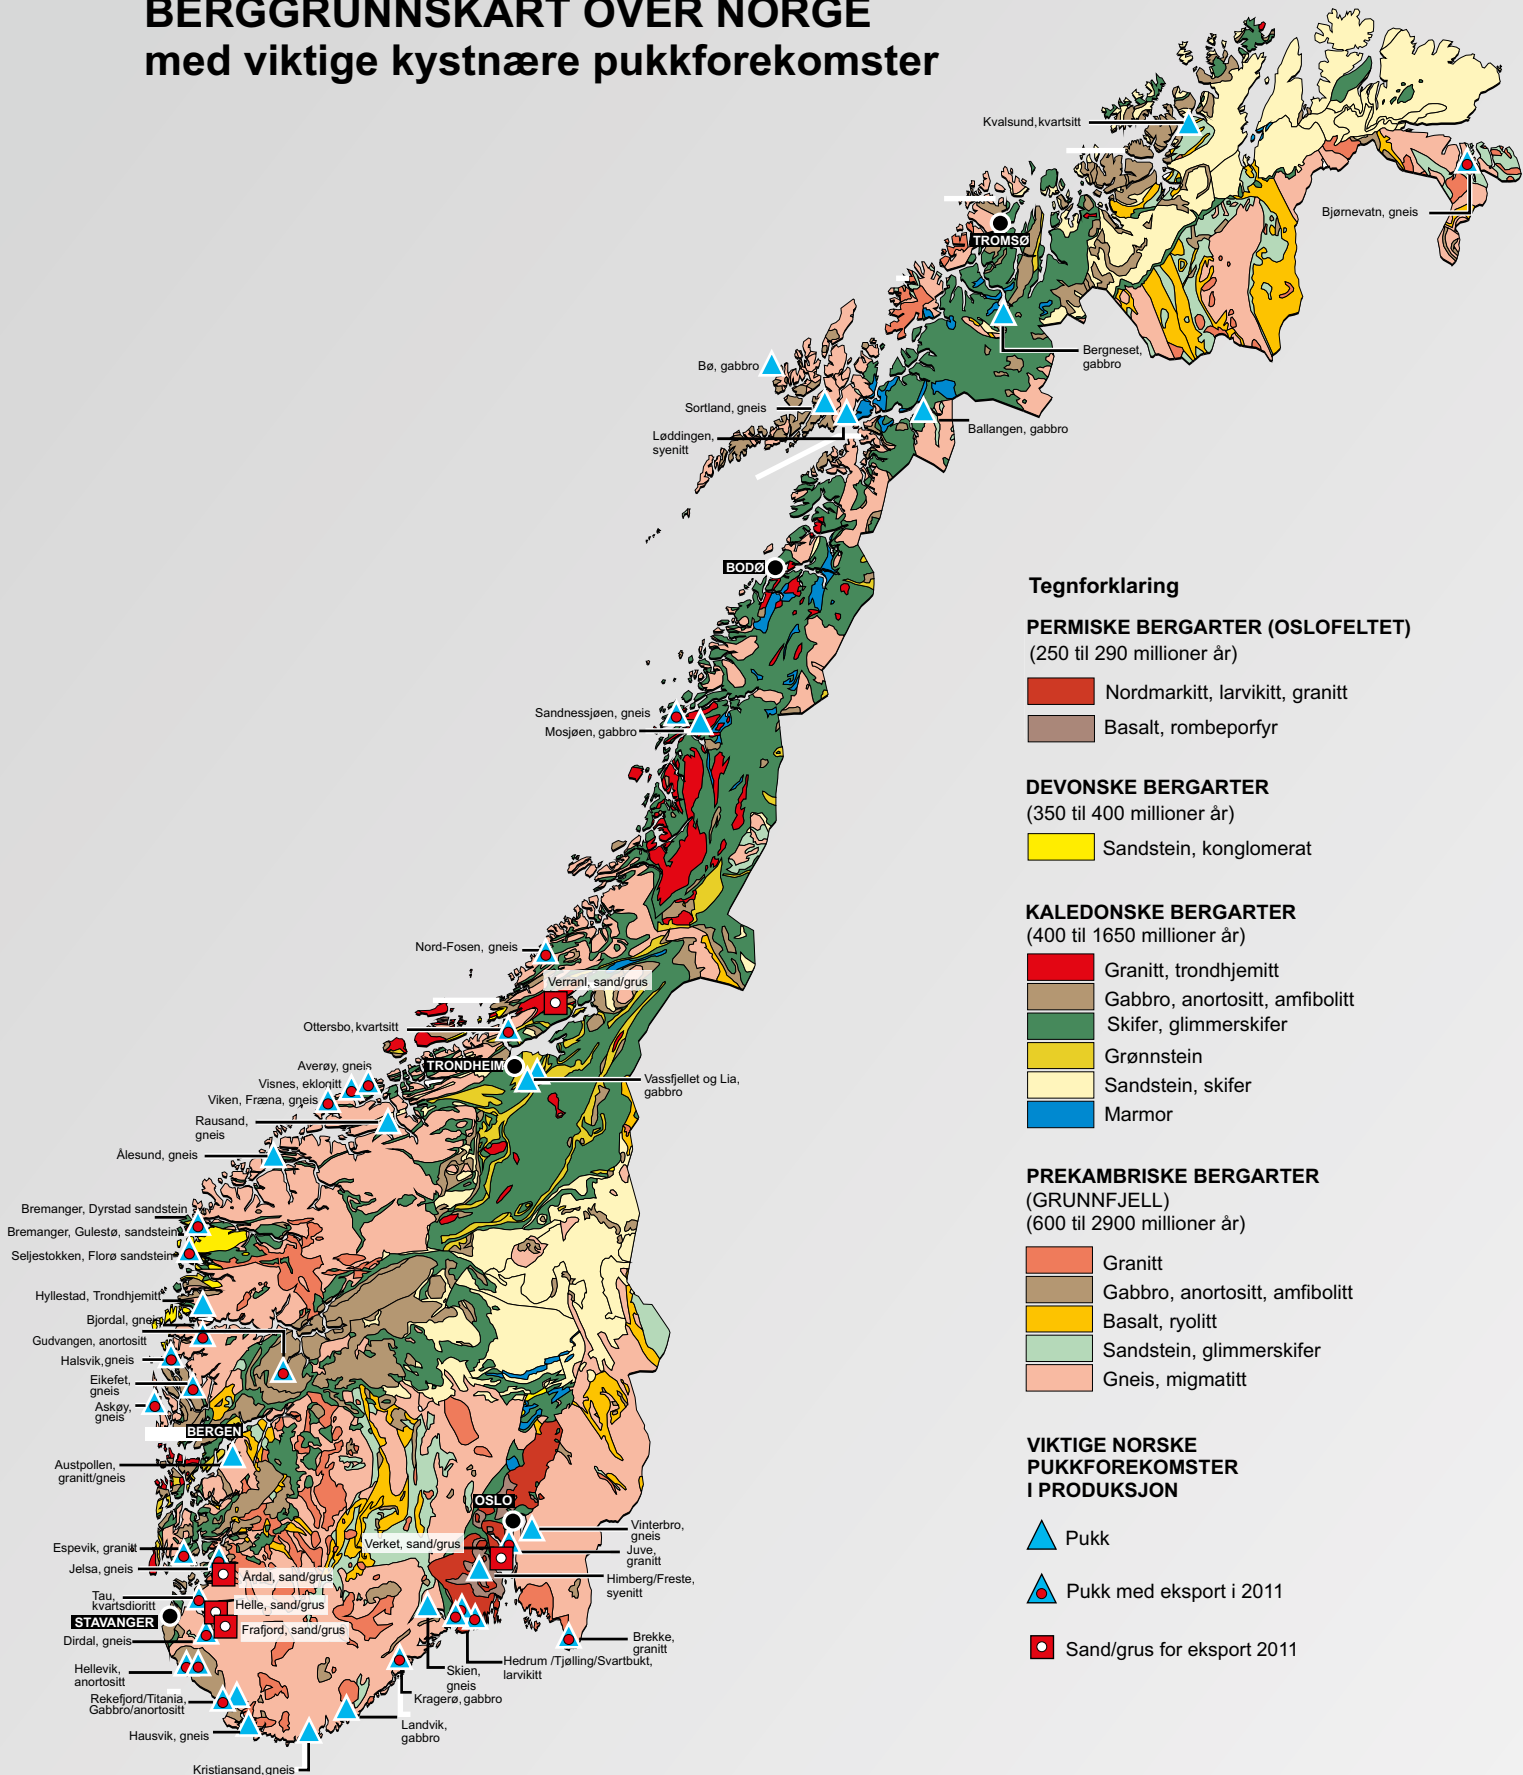 BERGGRUNNSKART OVER NORGE
med viktige kystnære pukkforekomster
Kvalsund, kvartsitt
Bjørnevatn, gneis
TROMSØ
Bergneset,
gabbro
Bø, gabbro
Sortland, gneis
Løddingen,
syenitt
Ballangen, gabbro
BODØ
Sandnessjøen, gneis
Mosjøen, gabbro
Nord-Fosen, gneis
Verranl, sand/grus
Ottersbo, kvartsitt
TRONDHEIM
Averøy, gneis
Visnes, eklogitt
Viken, Fræna, gneis
Vassfjellet og Lia,
gabbro
Rausand,
gneis
Ålesund, gneis
Bremanger, Dyrstad sandstein
Bremanger, Gulestø, sandstein
Seljestokken, Florø sandstein
Hyllestad, Trondhjemitt
Bjordal, gneis
Gudvangen, anortositt
Halsvik, gneis
Eikefet,
gneis
Askøy,
gneis
BERGEN
Austpollen,
granitt/gneis
OSLO
Vinterbro,
gneis
Verket, sand/grus
Juve,
granitt
Espevik, granitt
Jelsa, gneis
Årdal, sand/grus
Himberg/Freste,
syenitt
Tau,
kvartsdioritt
Helle, sand/grus
STAVANGER
Frafjord, sand/grus
Dirdal, gneis
Brekke,
granitt
Hedrum /Tjølling/Svartbukt,
larvikitt
Hellevik,
anortositt
Skien,
gneis
Kragerø, gabbro
Rekefjord/Titania,
Gabbro/anortositt
Landvik,
gabbro
Hausvik, gneis
Kristiansand, gneis
Tegnforklaring
PERMISKE BERGARTER (OSLOFELTET)
(250 til 290 millioner år)
Nordmarkitt, larvikitt, granitt
Basalt, rombeporfyr
DEVONSKE BERGARTER
(350 til 400 millioner år)
Sandstein, konglomerat
KALEDONSKE BERGARTER
(400 til 1650 millioner år)
Granitt, trondhjemitt
Gabbro, anortositt, amfibolitt
Skifer, glimmerskifer
Grønnstein
Sandstein, skifer
Marmor
PREKAMBRISKE BERGARTER
(GRUNNFJELL)
(600 til 2900 millioner år)
Granitt
Gabbro, anortositt, amfibolitt
Basalt, ryolitt
Sandstein, glimmerskifer
Gneis, migmatitt
VIKTIGE NORSKE
PUKKFOREKOMSTER
I PRODUKSJON
Pukk
Pukk med eksport i 2011
Sand/grus for eksport 2011